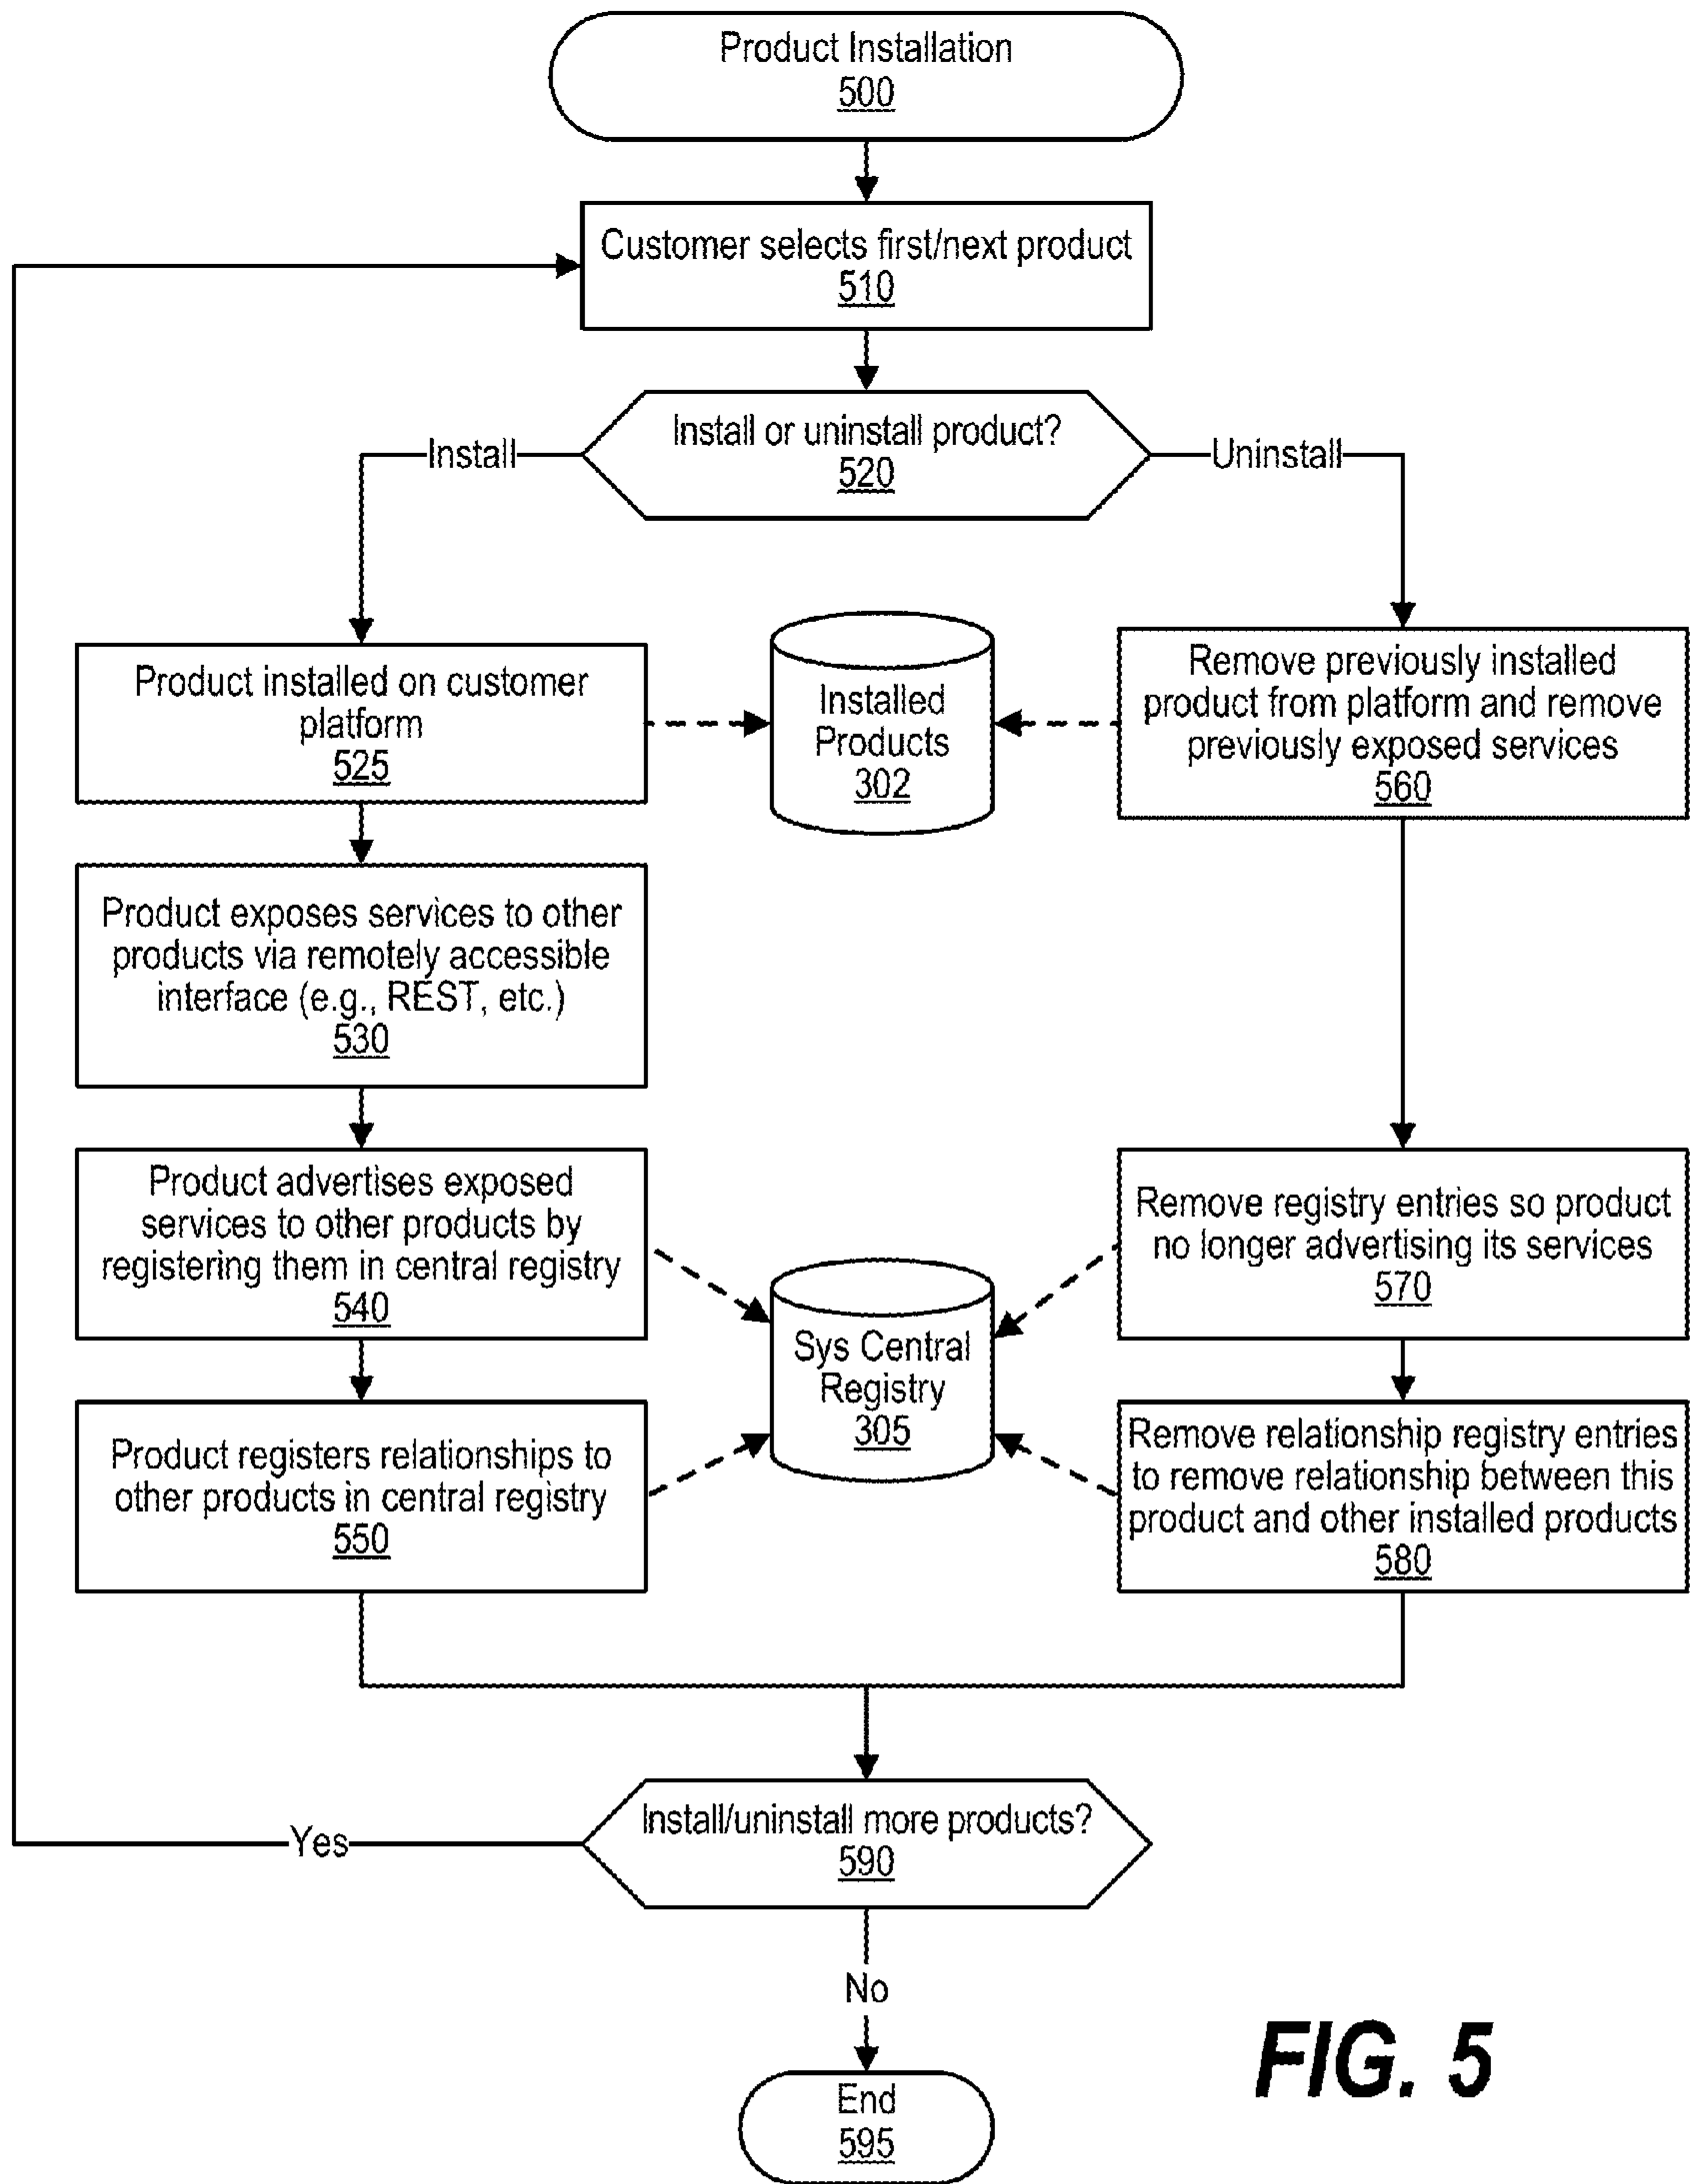 Product Installation
500
Customer selects first/next product
510
Install or uninstall product?
520
Install
Uninstall
Product installed on customer
platform
525
Installed
Products
302
Remove previously installed
product from platform and remove
previously exposed services
560
Product exposes services to other
products via remotely accessible
interface (e.g., REST, etc.)
530
Product advertises exposed
services to other products by
registering them in central registry
540
Remove registry entries so product
no longer advertising its services
570
Sys Central
Registry
305
Product registers relationships to
other products in central registry
550
Remove relationship registry entries
to remove relationship between this
product and other installed products
580
Install/uninstall more products?
590
Yes
No
End
595
FIG. 5